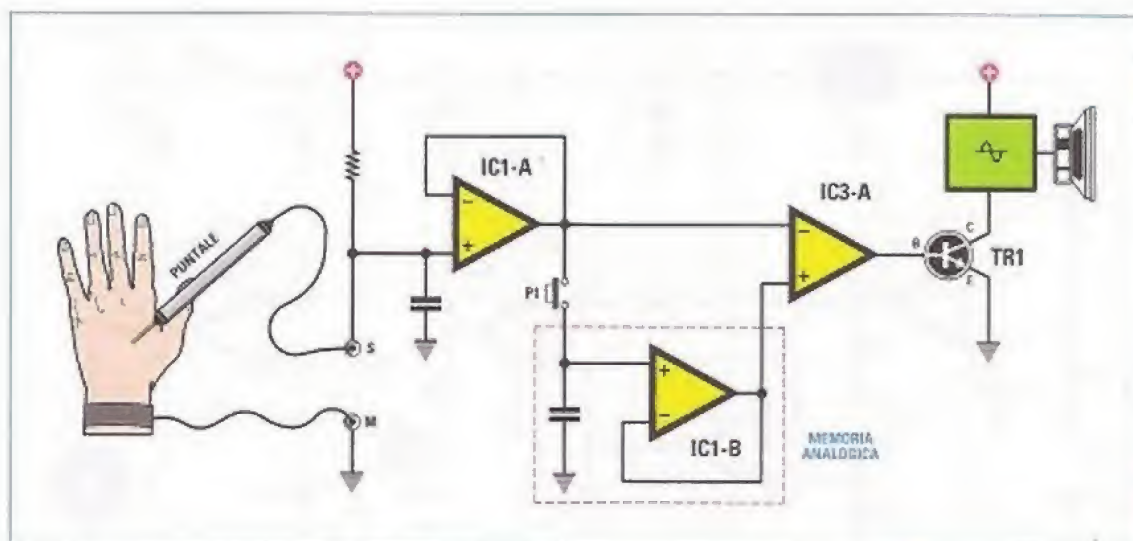 IC1-A
IC3-A
PUNTALE
C
B
TR1
E
P1
S
M
IC1-B
MEMORIA
ANALOGICA